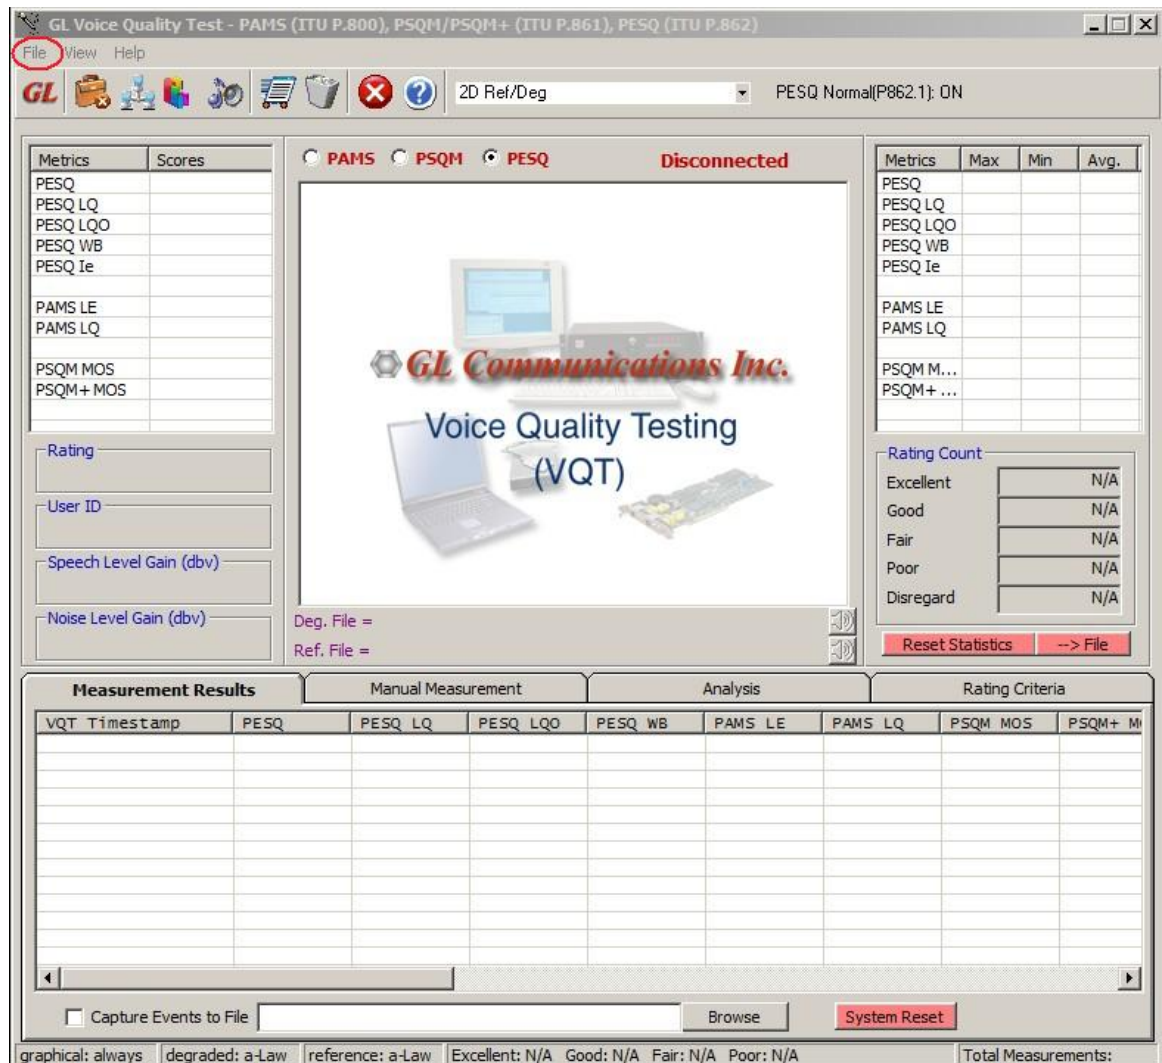 GL Voice Quality Test - PAMS (ITU P.800), PSQM/PSQM+ (ITU P.861), PESQ (ITU P.862)
File View Help
GL
2D Ref/Deg
PESQ Normal(P862.1): ON
Metrics Scores
PESQ
PESQ LQ
PESQ LQO
PESQ WB
PESQ Ie
PAMS LE
PAMS LQ
PSQM MOS
PSQM+ MOS
Rating
User ID
Speech Level Gain (dbv)
Noise Level Gain (dbv)
PAMS PSQM PESQ Disconnected
GL Communications Inc.
Voice Quality Testing
(VQT)
Deg. File =
Ref. File =
Metrics Max Min Avg.
PESQ
PESQ LQ
PESQ LQO
PESQ WB
PESQ Ie
PAMS LE
PAMS LQ
PSQM M...
PSQM+ ...
Rating Count
Excellent N/A
Good N/A
Fair N/A
Poor N/A
Disregard N/A
Reset Statistics --> File
Measurement Results Manual Measurement Analysis Rating Criteria
VQT Timestamp PESQ PESQ LQ PESQ LQO PESQ WB PAMS LE PAMS LQ PSQM MOS PSQM+ M
Capture Events to File Browse System Reset
graphical: always degraded: a-Law reference: a-Law Excellent: N/A Good: N/A Fair: N/A Poor: N/A Total Measurements: